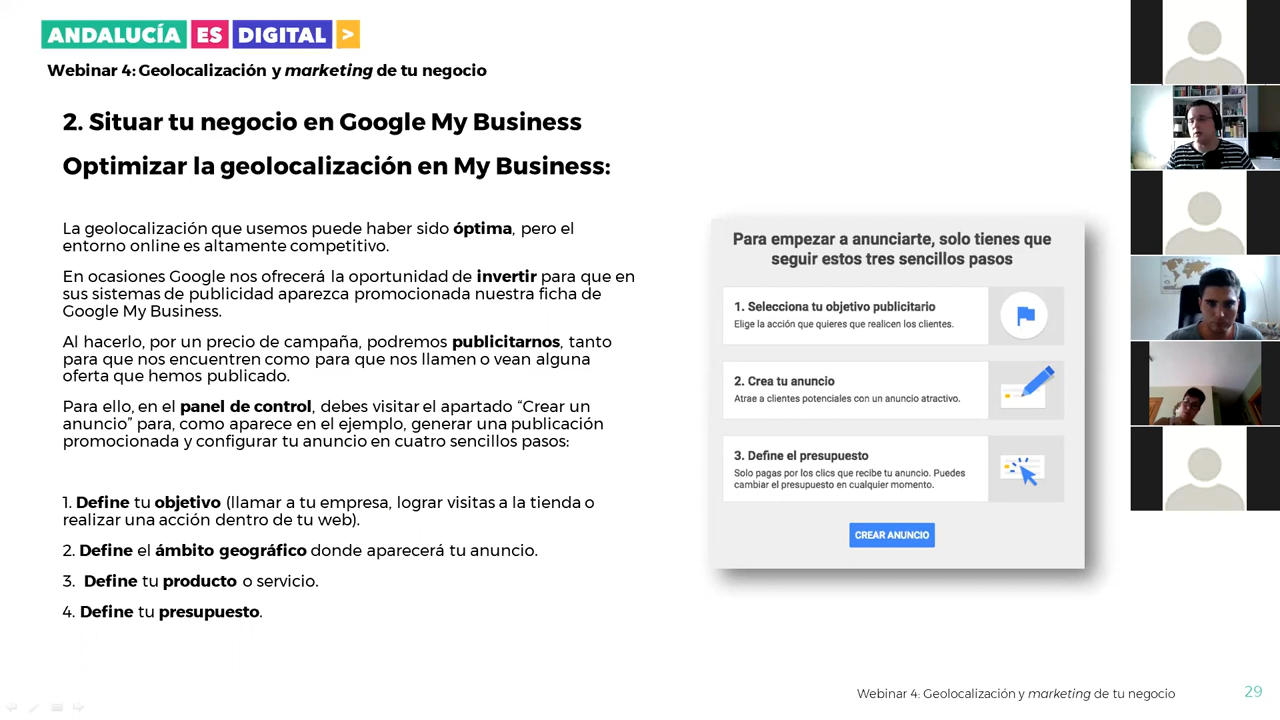 ANDALUCÍA ES DIGITAL >
Webinar 4: Geolocalización y marketing de tu negocio
2. Situar tu negocio en Google My Business
Optimizar la geolocalización en My Business:
La geolocalización que usemos puede haber sido óptima, pero el
entorno online es altamente competitivo.
En ocasiones Google nos ofrecerá la oportunidad de invertir para que en
sus sistemas de publicidad aparezca promocionada nuestra ficha de
Google My Business.
Al hacerlo, por un precio de campaña, podremos publicitarnos, tanto
para que nos encuentren como para que nos llamen o vean alguna
oferta que hemos publicado.
Para ello, en el panel de control, debes visitar el apartado “Crear un
anuncio” para, como aparece en el ejemplo, generar una publicación
promocionada y configurar tu anuncio en cuatro sencillos pasos:
1. Define tu objetivo (llamar a tu empresa, lograr visitas a la tienda o
realizar una acción dentro de tu web).
2. Define el ámbito geográfico donde aparecerá tu anuncio.
3. Define tu producto o servicio.
4. Define tu presupuesto.
Para empezar a anunciarte, solo tienes que
seguir estos tres sencillos pasos
1. Selecciona tu objetivo publicitario
Elige la acción que quieres que realicen los clientes.
2. Crea tu anuncio
Atrae a clientes potenciales con un anuncio atractivo.
3. Define el presupuesto
Solo pagas por los clics que recibe tu anuncio. Puedes
cambiar el presupuesto en cualquier momento.
CREAR ANUNCIO
Webinar 4: Geolocalización y marketing de tu negocio
29